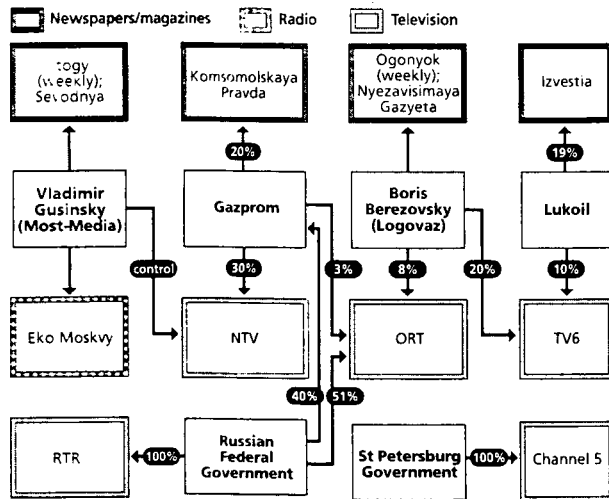 Newspapers/magazines
Radio
Television
togy
(weekly);
Sevodnya
Komsomolskaya
Pravda
Ogonyok
(weekly);
Nyezavisimaya
Gazyeta
Izvestia
20%
19%
Vladimir
Gusinsky
(Most-Media)
Gazprom
Boris
Berezovsky
(Logovaz)
Lukoil
control
30%
3%
8%
20%
10%
Eko Moskvy
NTV
ORT
TV6
40%
51%
RTR
100%
Russian
Federal
Government
St Petersburg
Government
100%
Channel 5